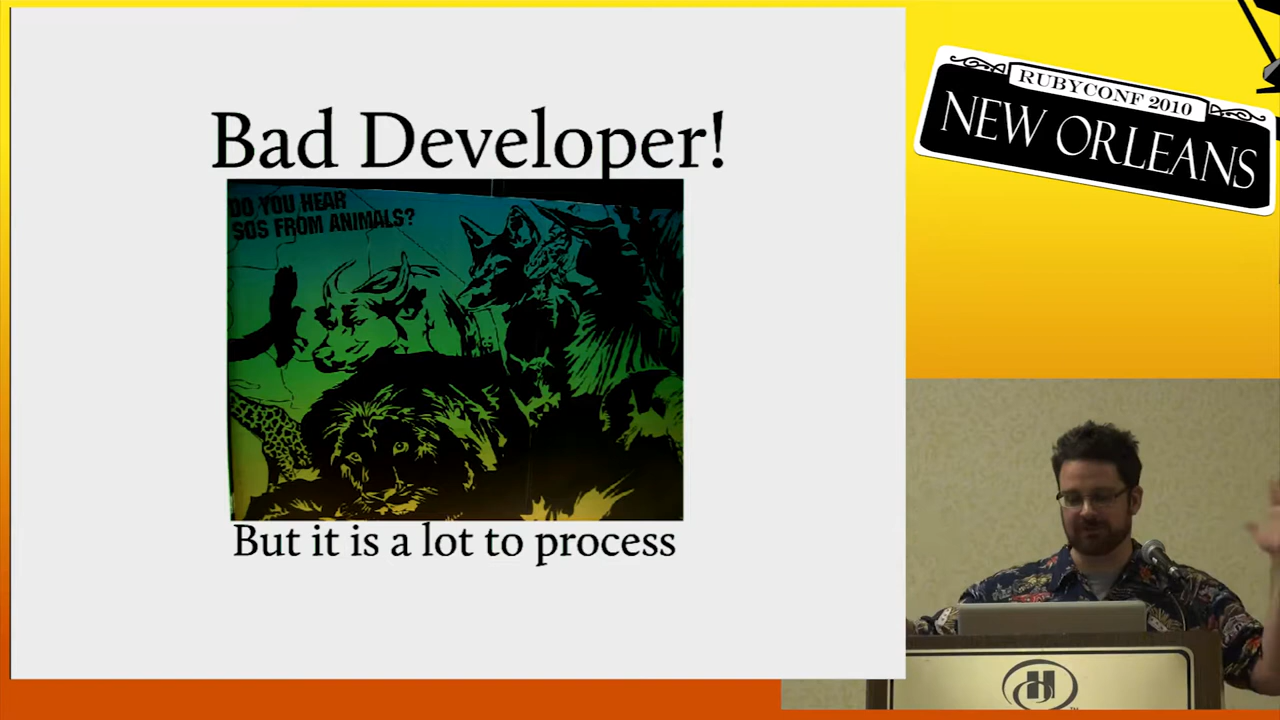 Bad Developer!
DO YOU HEAR
SOS FROM ANIMALS?
But it is a lot to process
RUBYCONF 2010
NEW ORLEANS